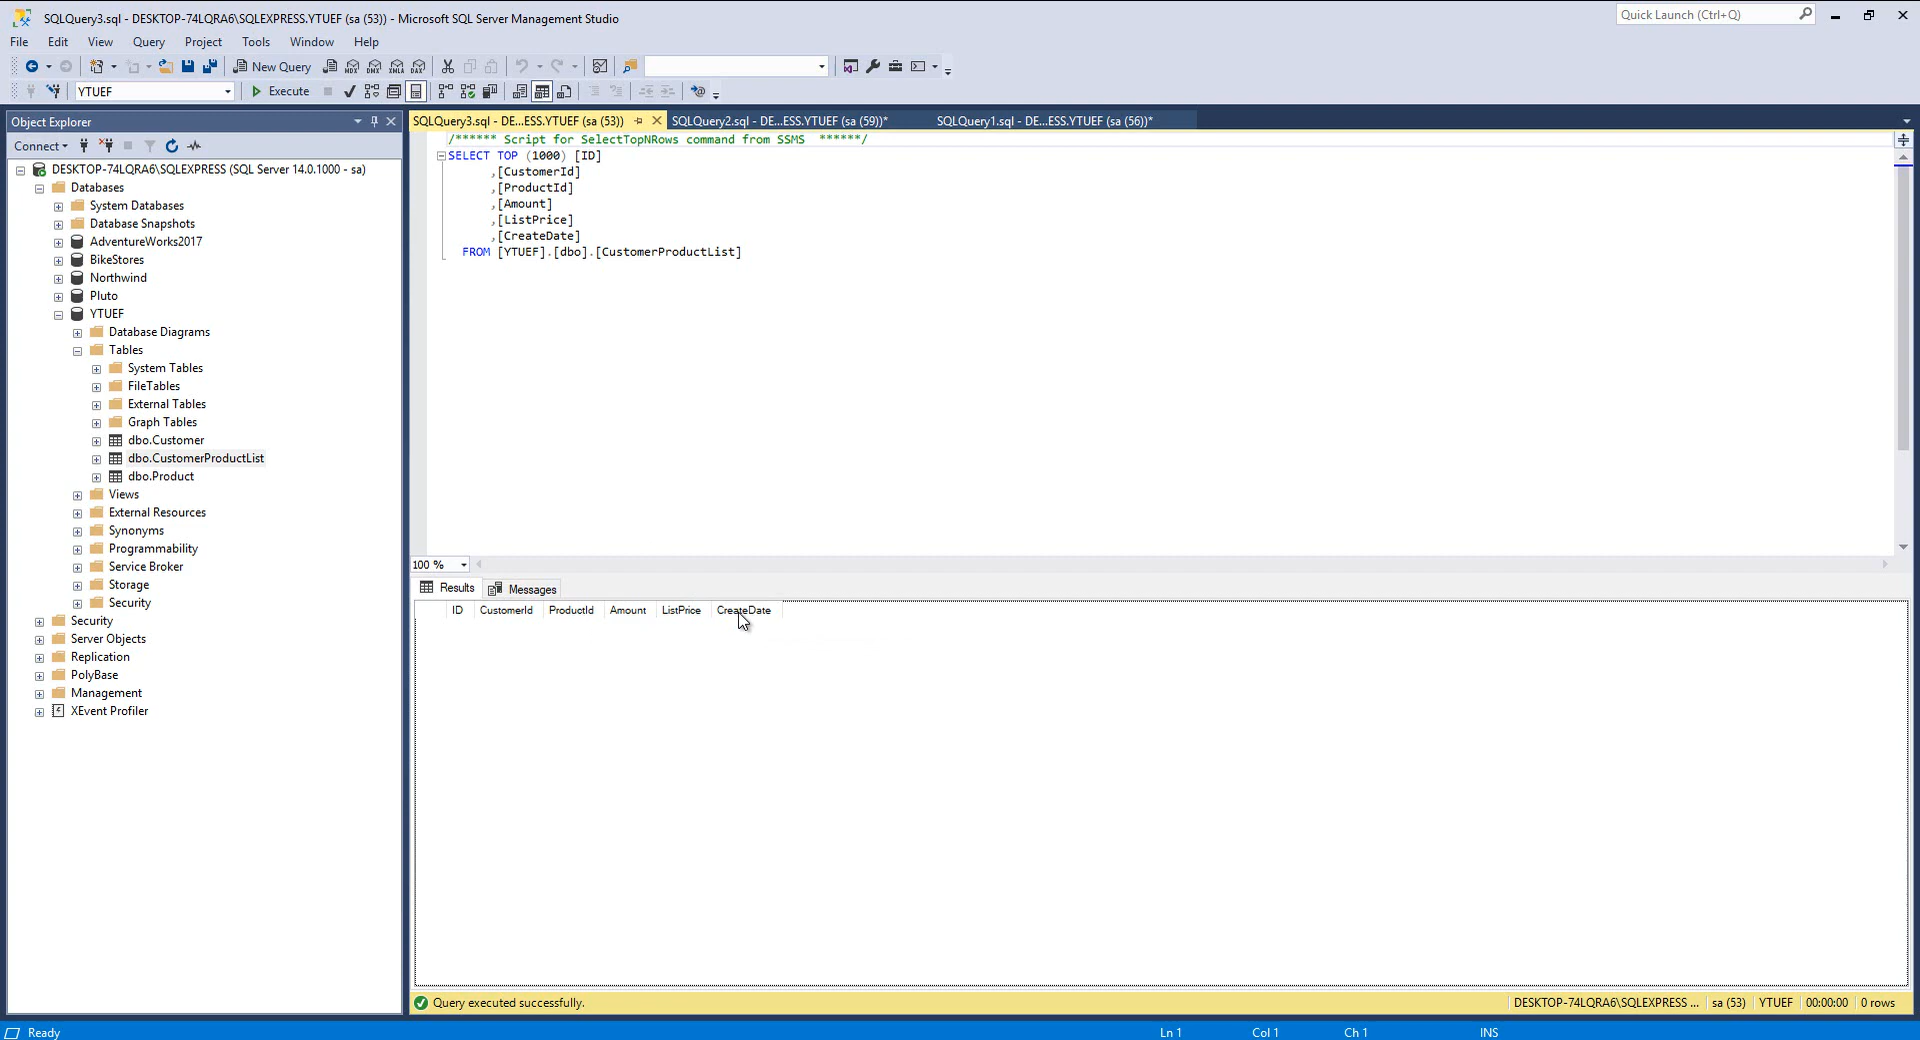 SQLQuery3.sql - DESKTOP-74LQRA6\SQLEXPRESS.YTUEF (sa (53)) - Microsoft SQL Server Management Studio
Quick Launch (Ctrl+Q)
File Edit View Query Project Tools Window Help
New Query MDX DMX XMLA DAX
YTUEF Execute
Object Explorer
Connect
DESKTOP-74LQRA6\SQLEXPRESS (SQL Server 14.0.1000 - sa)
Databases
System Databases
Database Snapshots
AdventureWorks2017
BikeStores
Northwind
Pluto
YTUEF
Database Diagrams
Tables
System Tables
FileTables
External Tables
Graph Tables
dbo.Customer
dbo.CustomerProductList
dbo.Product
Views
External Resources
Synonyms
Programmability
Service Broker
Storage
Security
Security
Server Objects
Replication
PolyBase
Management
XEvent Profiler
SQLQuery3.sql - DE...ESS.YTUEF (sa (53)) SQLQuery2.sql - DE...ESS.YTUEF (sa (59))* SQLQuery1.sql - DE...ESS.YTUEF (sa (56))*
/****** Script for SelectTopNRows command from SSMS ******/
SELECT TOP (1000) [ID]
,[CustomerId]
,[ProductId]
,[Amount]
,[ListPrice]
,[CreateDate]
FROM [YTUEF].[dbo].[CustomerProductList]
100 %
Results Messages
ID CustomerId ProductId Amount ListPrice CreateDate
Query executed successfully. DESKTOP-74LQRA6\SQLEXPRESS ... sa (53) YTUEF 00:00:00 0 rows
Ready Ln 1 Col 1 Ch 1 INS